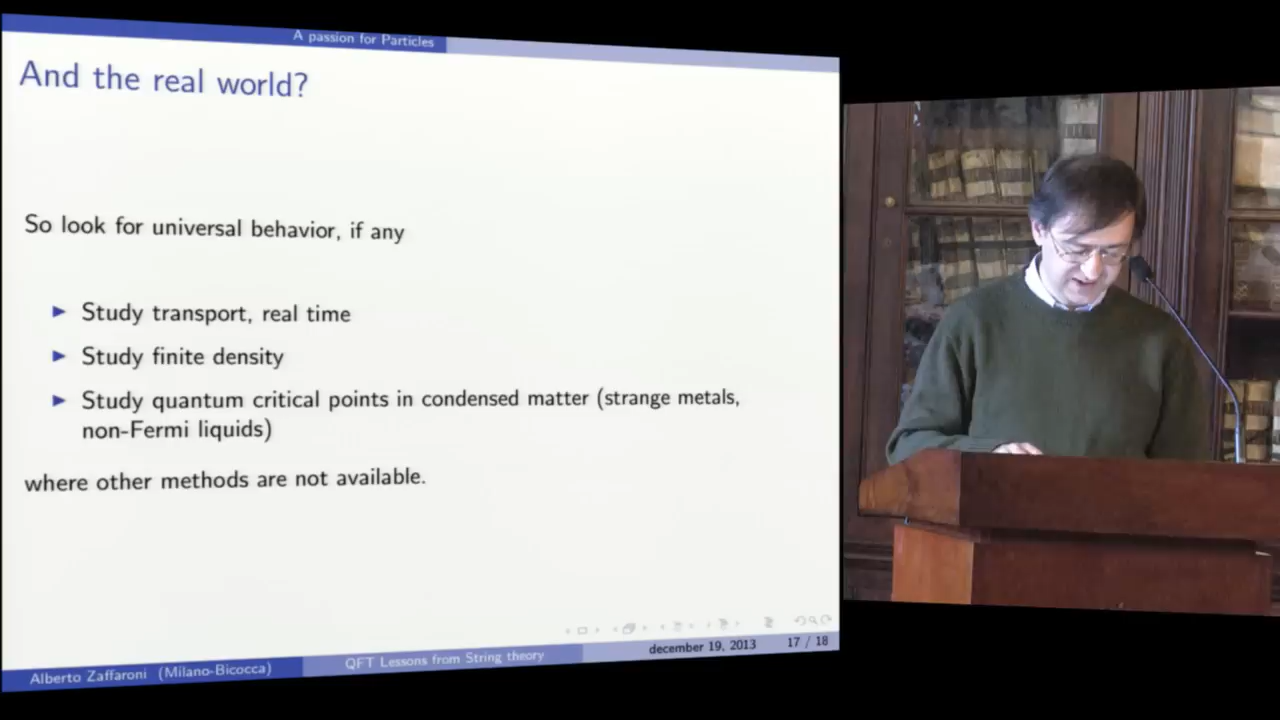 A passion for Particles
And the real world?
So look for universal behavior, if any
Study transport, real time
Study finite density
Study quantum critical points in condensed matter (strange metals,
non-Fermi liquids)
where other methods are not available.
Alberto Zaffaroni (Milano-Bicocca)
QFT Lessons from String theory
december 19, 2013
17 / 18